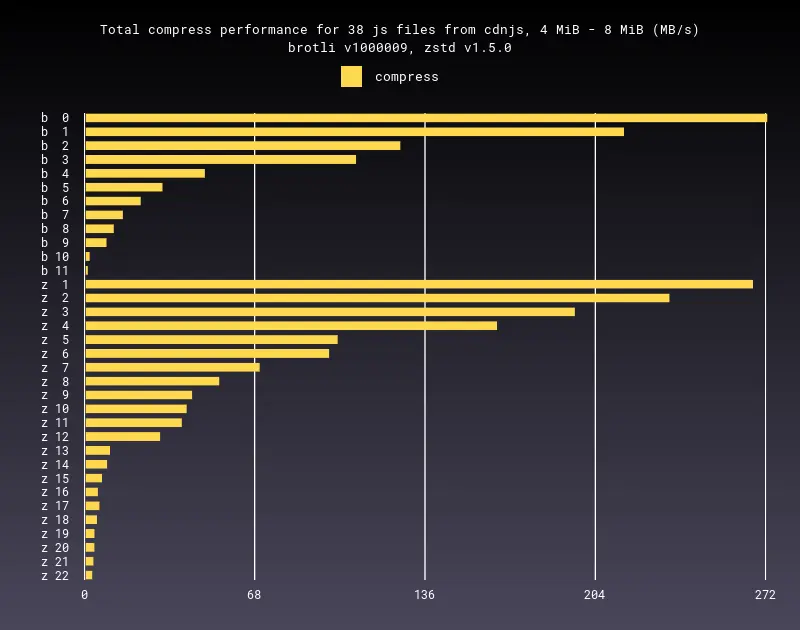 Total compress performance for 38 js files from cdnjs, 4 MiB - 8 MiB (MB/s)
brotli v1000009, zstd v1.5.0
compress
b 0
b 1
b 2
b 3
b 4
b 5
b 6
b 7
b 8
b 9
b 10
b 11
z 1
z 2
z 3
z 4
z 5
z 6
z 7
z 8
z 9
z 10
z 11
z 12
z 13
z 14
z 15
z 16
z 17
z 18
z 19
z 20
z 21
z 22
0 68 136 204 272